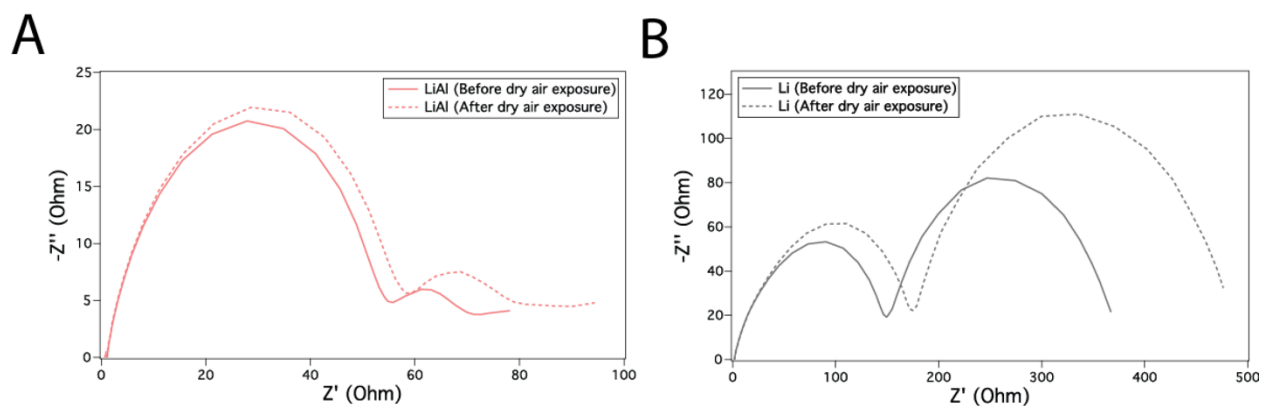 A
25
20
15
10
5
0
-Z'' (Ohm)
LiAl (Before dry air exposure)
LiAl (After dry air exposure)
0 20 40 60 80 100
Z' (Ohm)
B
120
100
80
60
40
20
0
-Z'' (Ohm)
Li (Before dry air exposure)
Li (After dry air exposure)
0 100 200 300 400 500
Z' (Ohm)